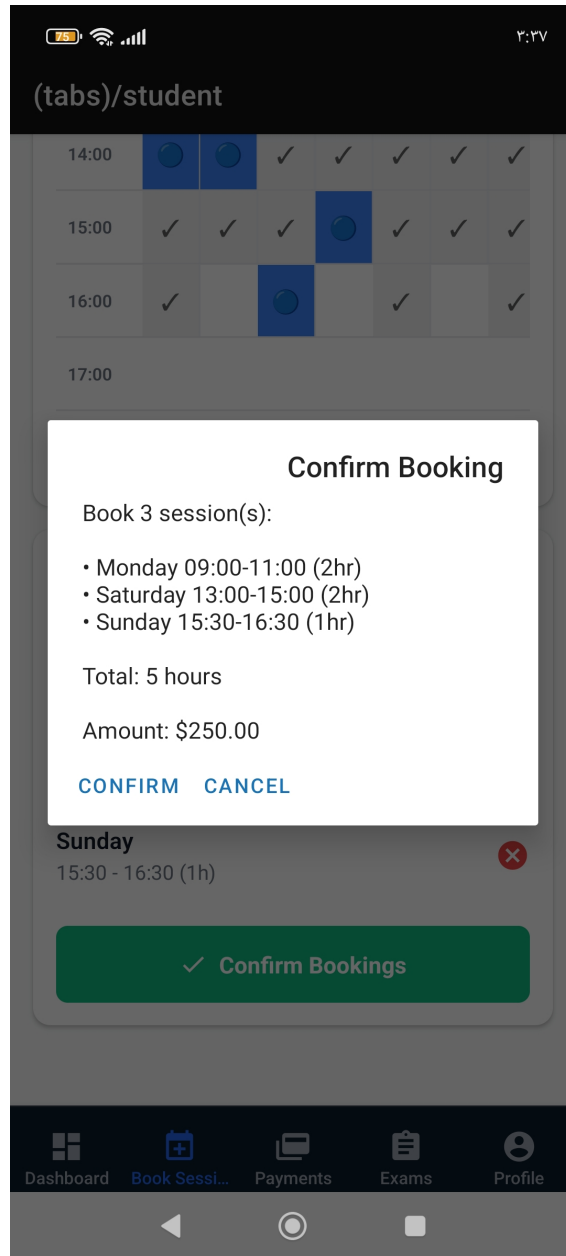 75
٣:٣٧
(tabs)/student
14:00 ✓ ✓ ✓ ✓ ✓
15:00 ✓ ✓ ✓ ✓ ✓ ✓
16:00 ✓ ✓ ✓
17:00
Confirm Booking
Book 3 session(s):
• Monday 09:00-11:00 (2hr)
• Saturday 13:00-15:00 (2hr)
• Sunday 15:30-16:30 (1hr)
Total: 5 hours
Amount: $250.00
CONFIRM CANCEL
Sunday
15:30 - 16:30 (1h)
✓ Confirm Bookings
Dashboard Book Sessi... Payments Exams Profile